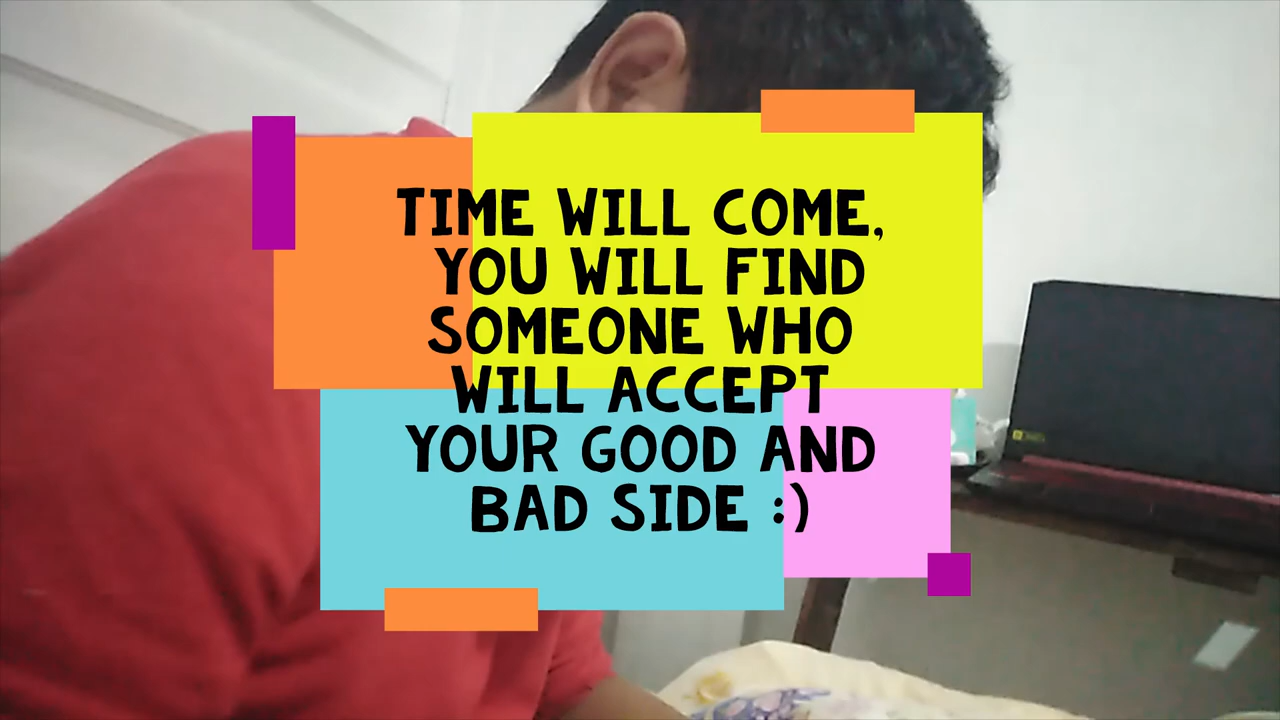 TIME WILL COME,
YOU WILL FIND
SOMEONE WHO
WILL ACCEPT
YOUR GOOD AND
BAD SIDE :)